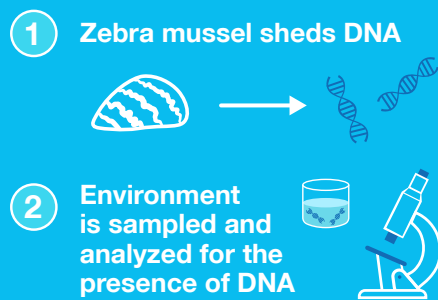 1
Zebra mussel sheds DNA
2
Environment
is sampled and
analyzed for the
presence of DNA